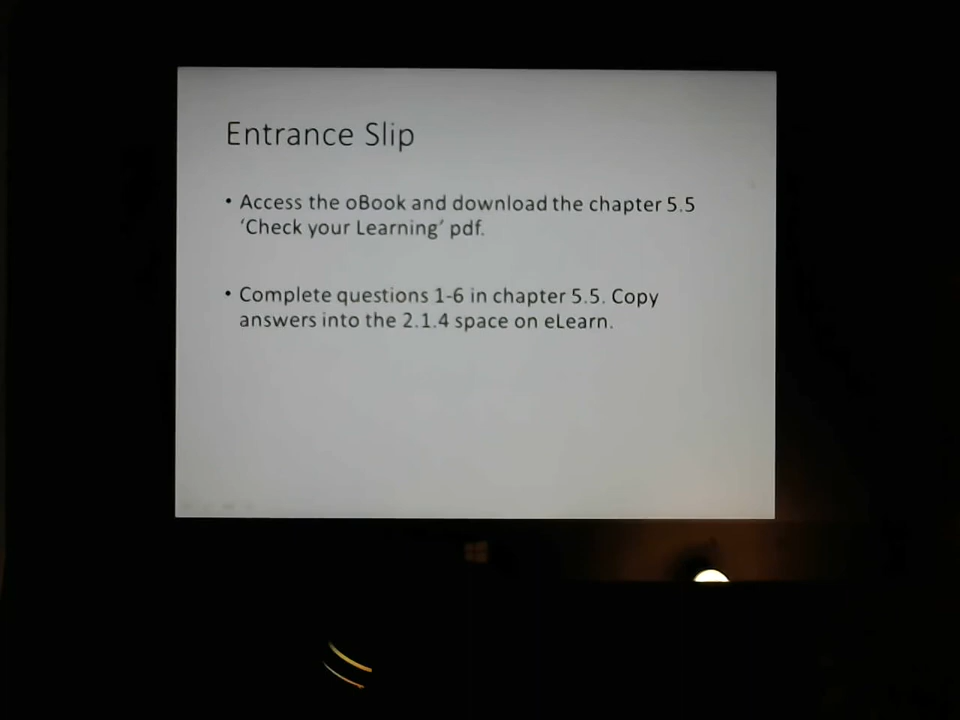 Entrance Slip
• Access the oBook and download the chapter 5.5
‘Check your Learning’ pdf.
• Complete questions 1-6 in chapter 5.5. Copy
answers into the 2.1.4 space on eLearn.